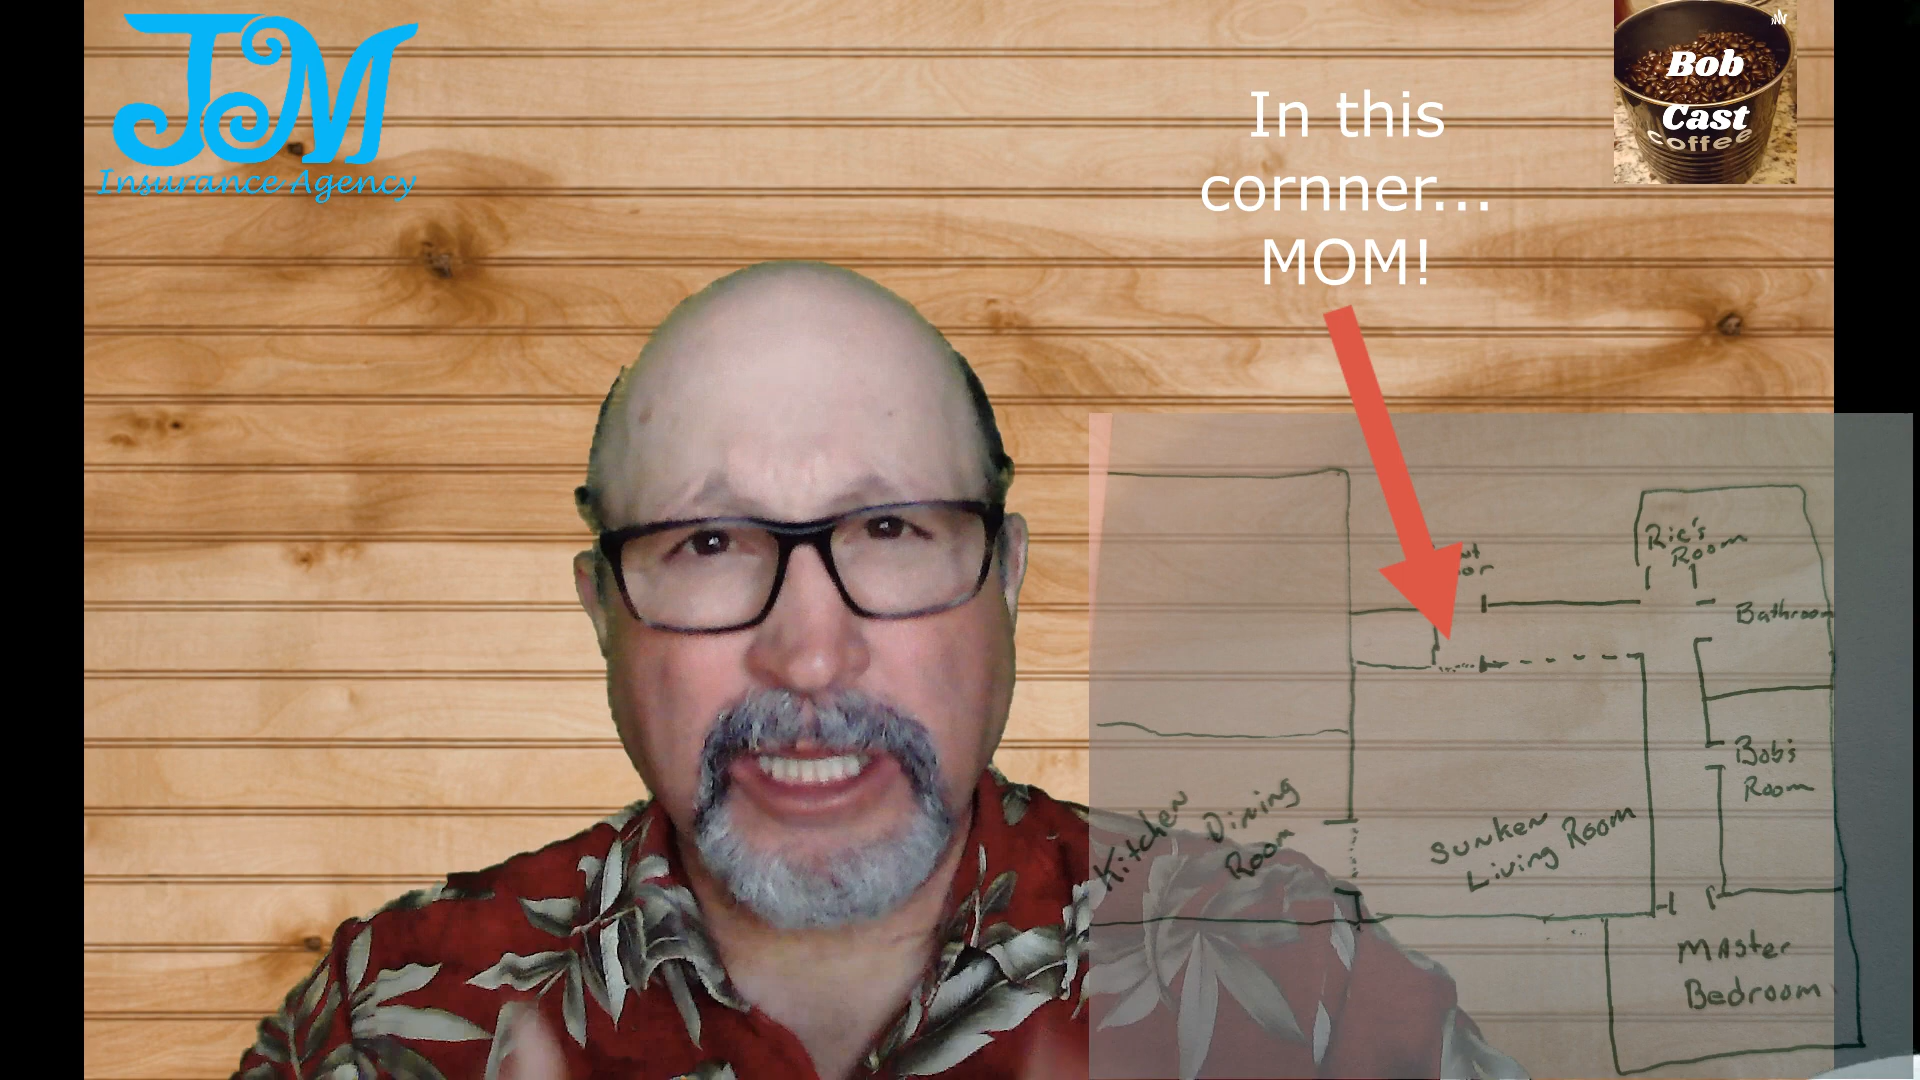 JM
Insurance Agency
In this
cornner...
MOM!
Bob
Cast
coffee
Ric's
Room
Bathroom
Bob's
Room
Kitchen
Dining
Room
Sunken
Living Room
Master
Bedroom